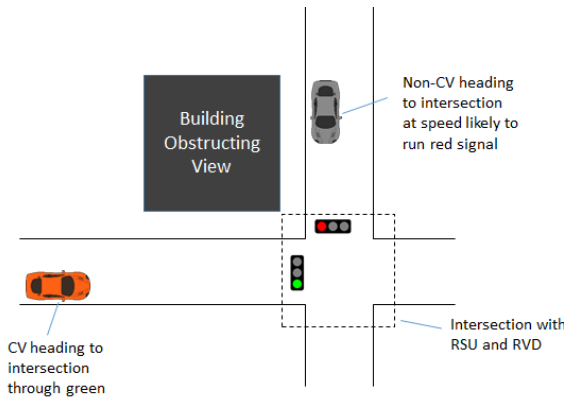 Building
Obstructing
View
Non-CV heading
to intersection
at speed likely to
run red signal
CV heading to
intersection
through green
Intersection with
RSU and RVD